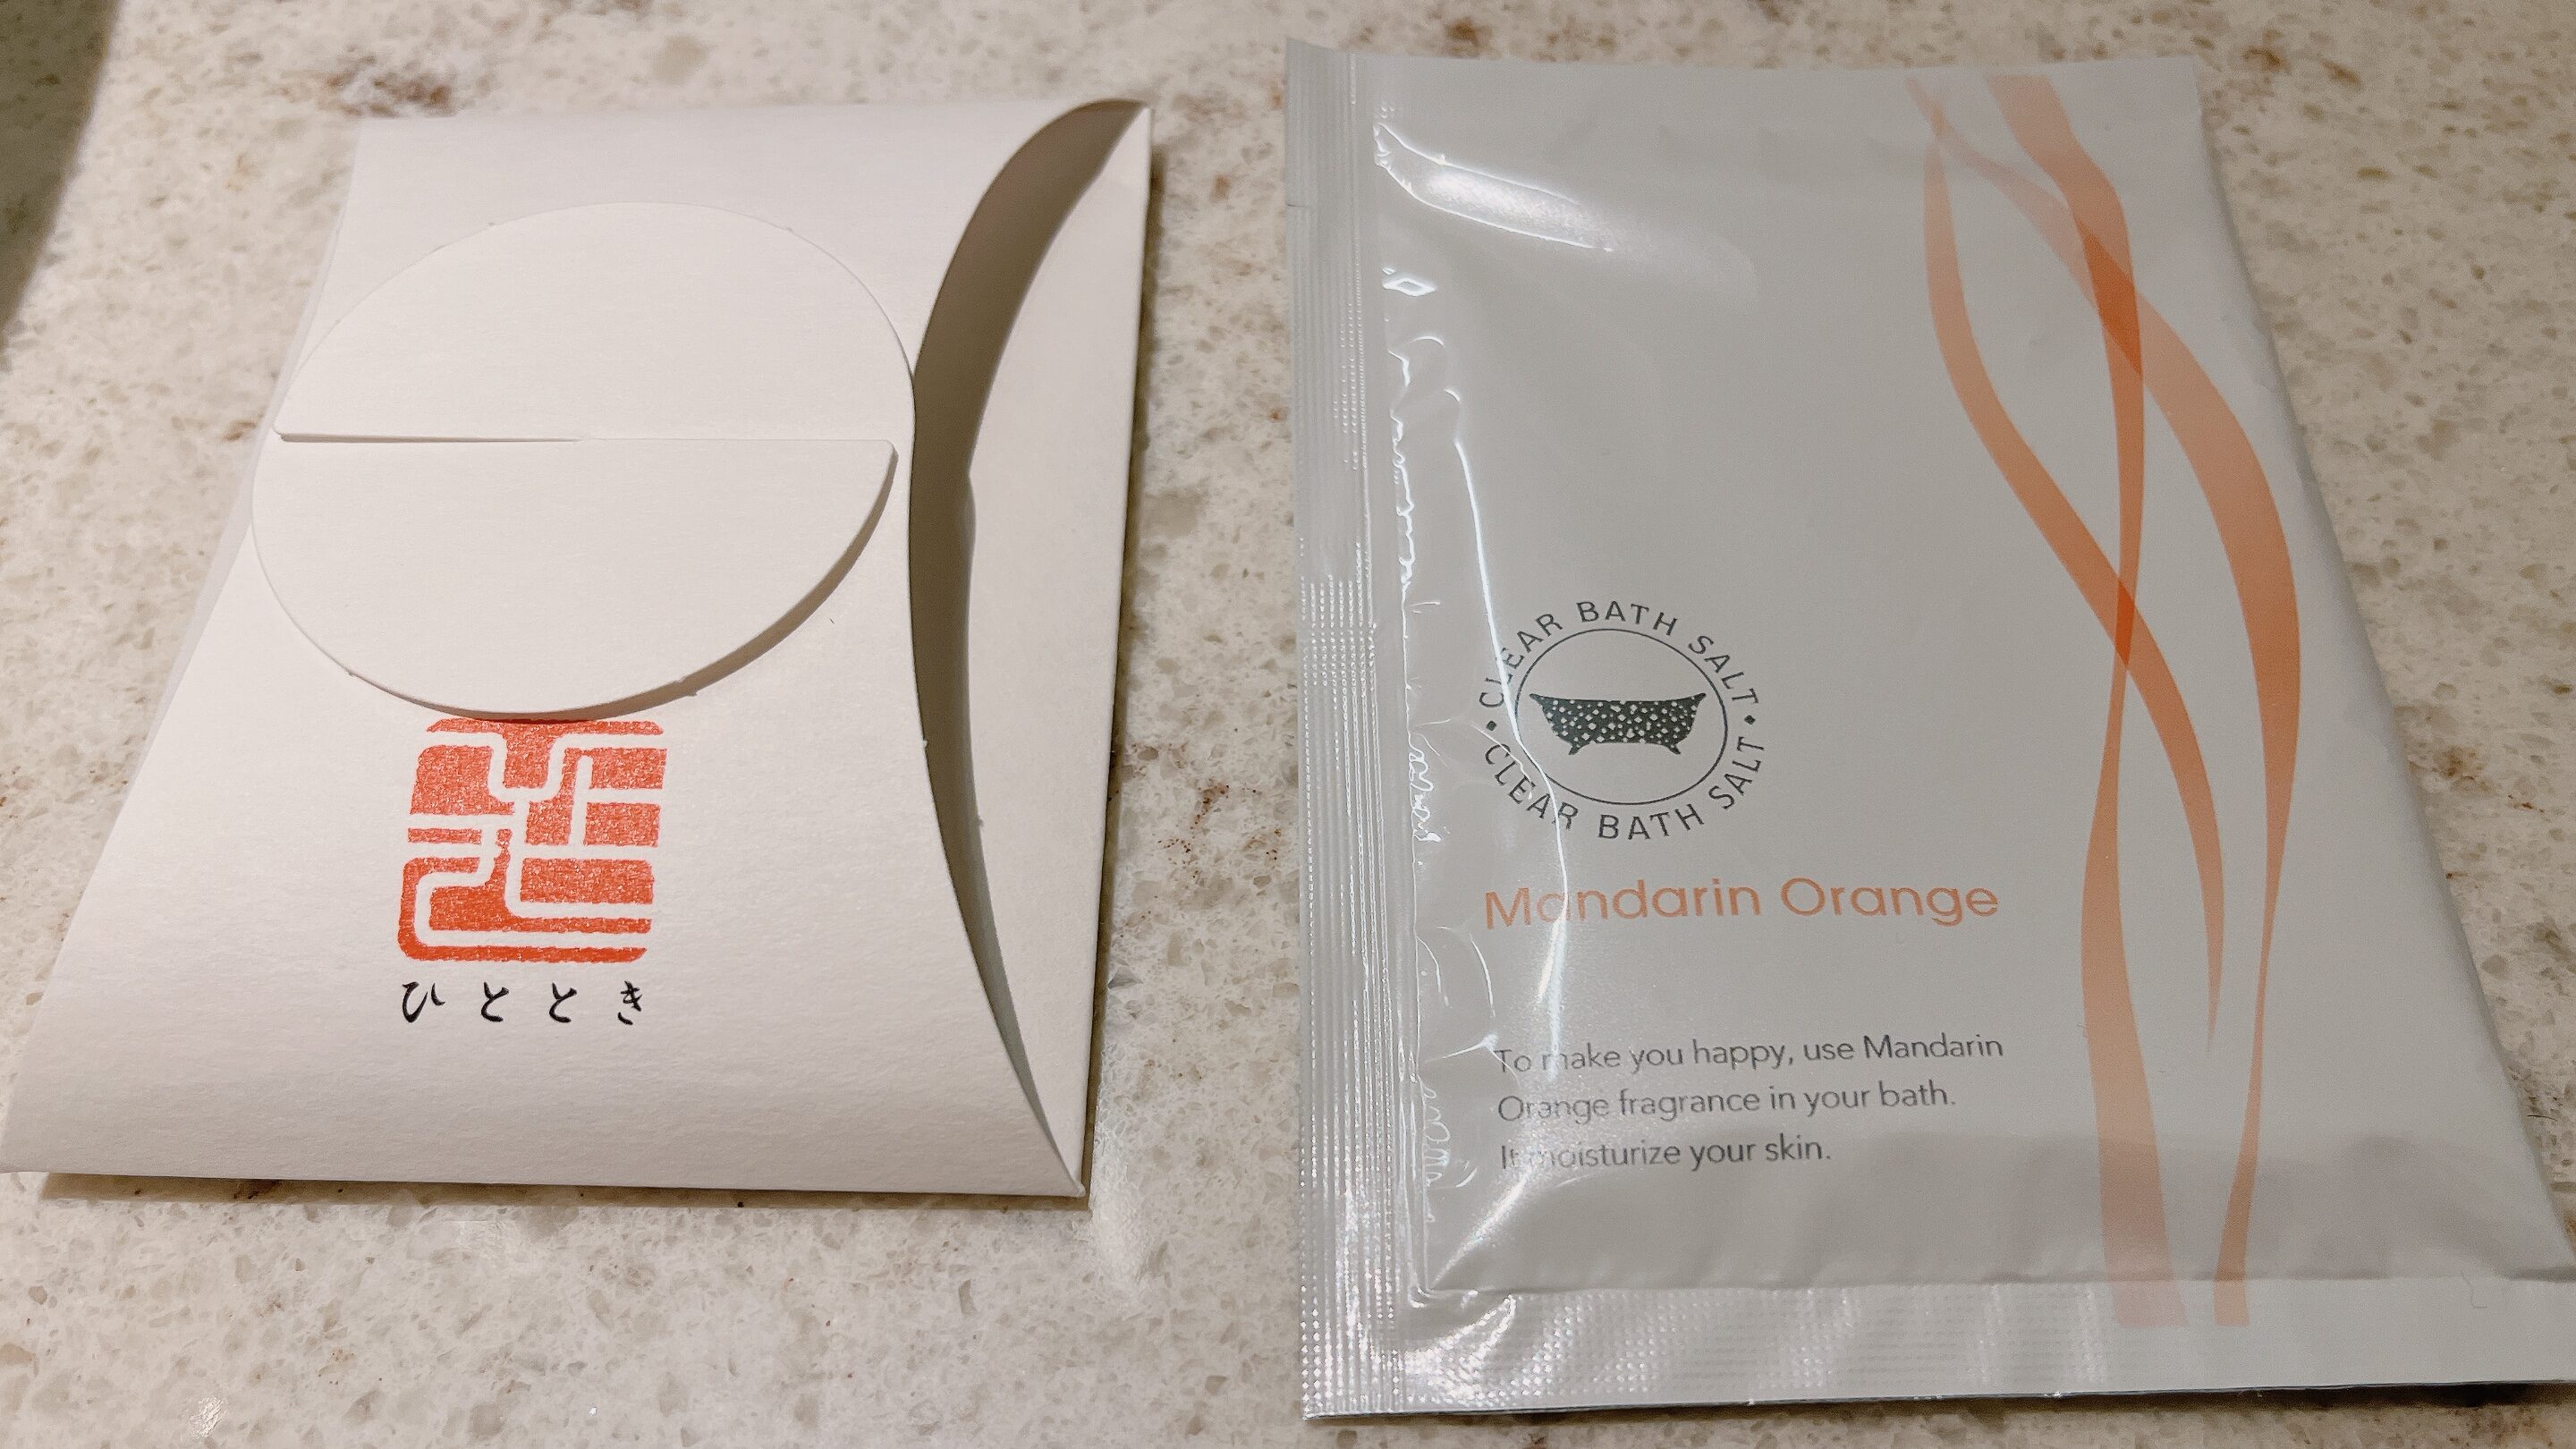 ひととき
CLEAR BATH SALT
CLEAR BATH SALT
Mandarin Orange
To make you happy, use Mandarin
Orange fragrance in your bath.
It moisturize your skin.